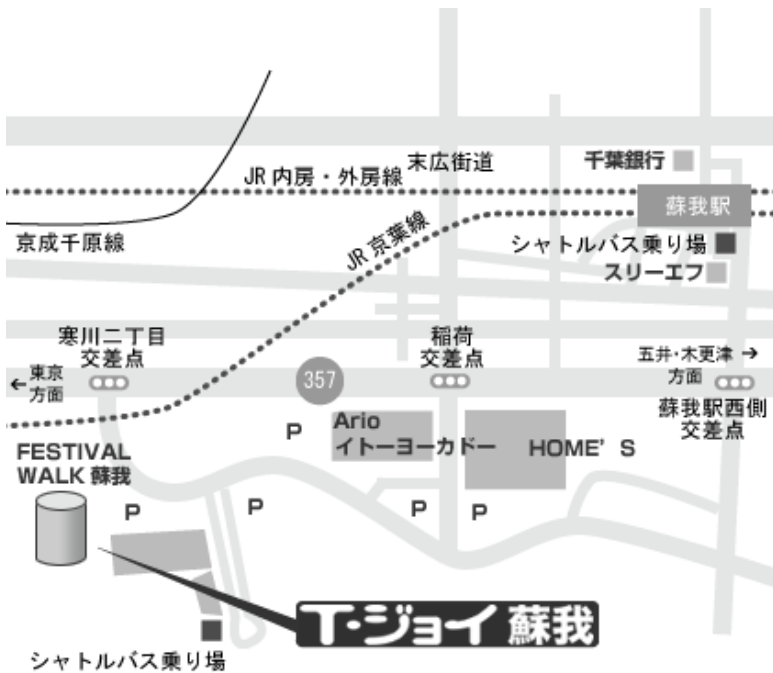 末広街道
千葉銀行
JR 内房・外房線
蘇我駅
京成千原線
JR 京葉線
シャトルバス乗り場
スリーエフ
寒川二丁目
交差点
稲荷
交差点
五井・木更津 →
方面
← 東京
方面
357
蘇我駅西側
交差点
Ario
イトーヨーカドー
HOME'S
P
FESTIVAL
WALK 蘇我
P
P
P
P
T・ジョイ 蘇我
シャトルバス乗り場